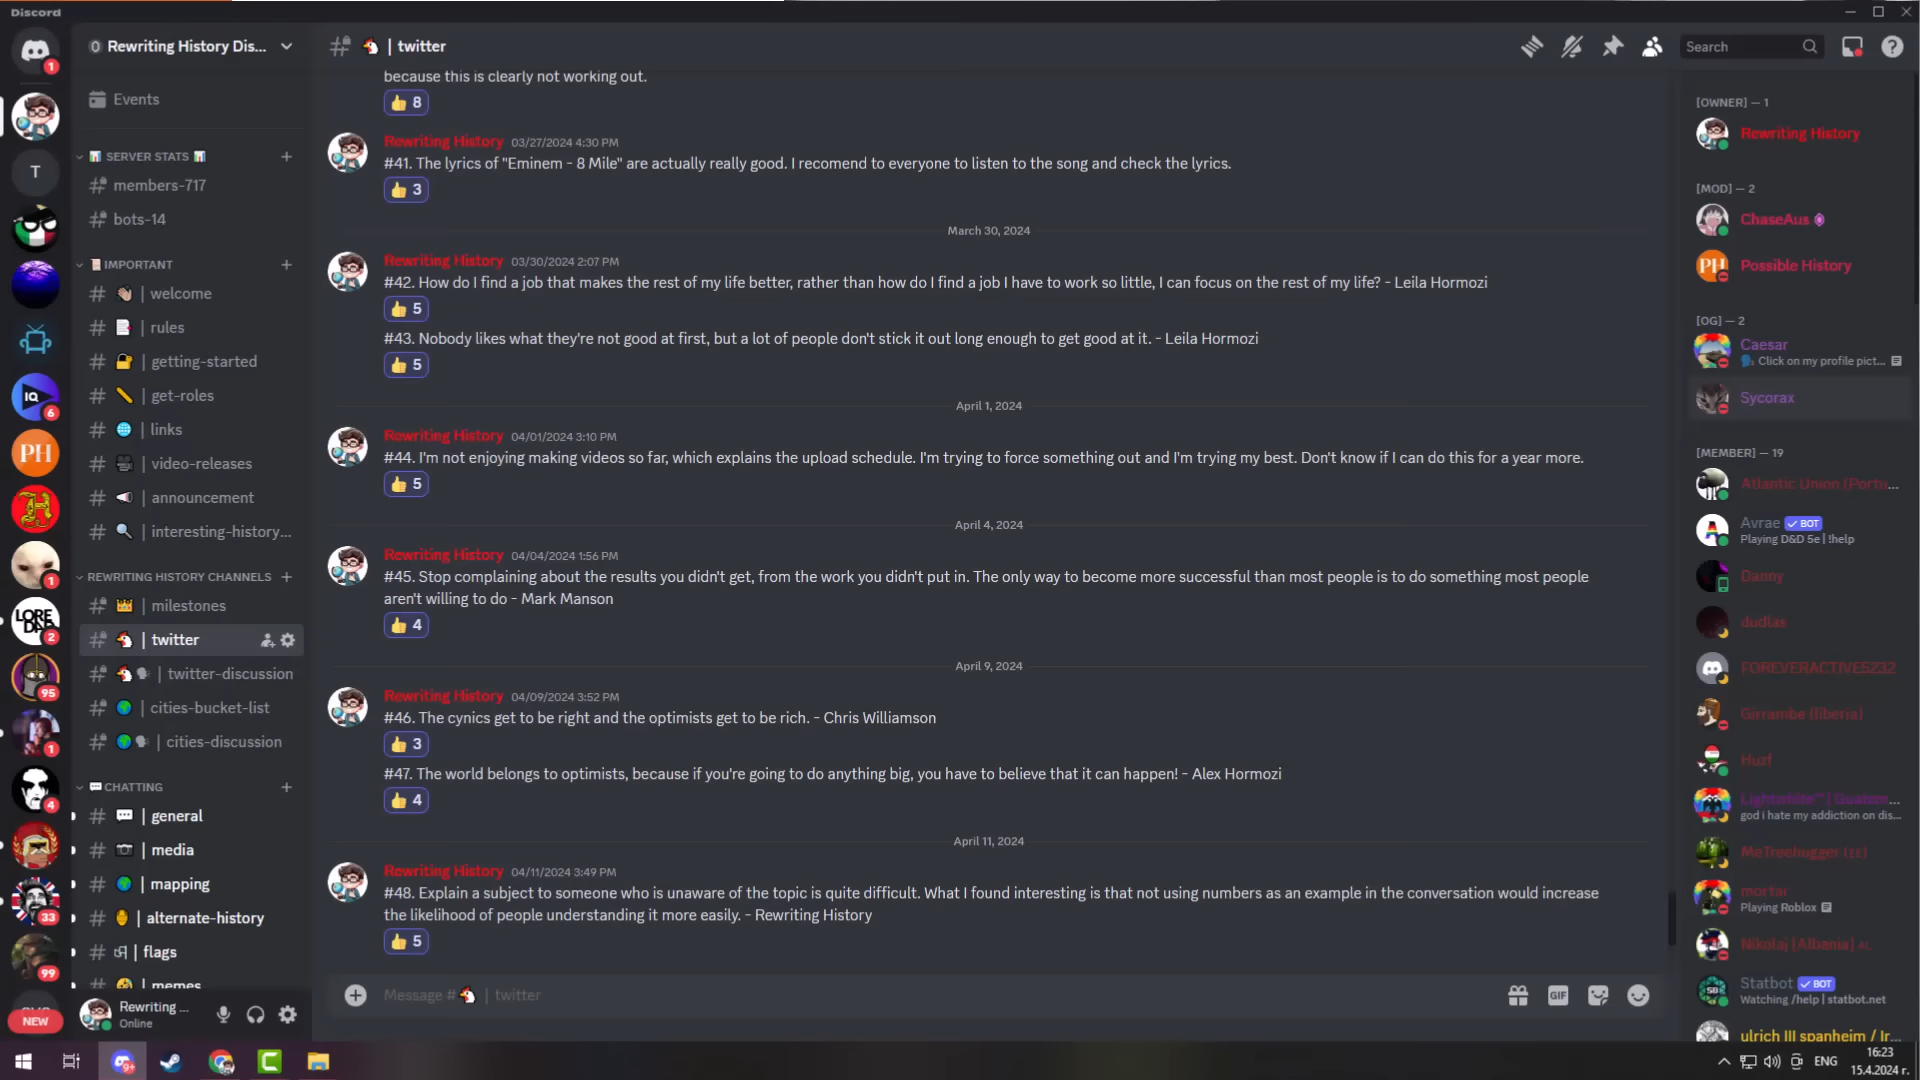 Discord
Rewriting History Dis...
Events
SERVER STATS
members-717
bots-14
IMPORTANT
| welcome
| rules
| getting-started
| get-roles
| links
| video-releases
| announcement
| interesting-history...
REWRITING HISTORY CHANNELS
| milestones
| twitter
| twitter-discussion
| cities-bucket-list
| cities-discussion
CHATTING
| general
| media
| mapping
| alternate-history
| flags
| memes
Rewriting ...
Online
T
IQ
PH
LORE
1
6
1
2
95
1
4
33
99
NEW
| twitter
because this is clearly not working out.
8
Rewriting History 03/27/2024 4:30 PM
#41. The lyrics of "Eminem - 8 Mile" are actually really good. I recomend to everyone to listen to the song and check the lyrics.
3
March 30, 2024
Rewriting History 03/30/2024 2:07 PM
#42. How do I find a job that makes the rest of my life better, rather than how do I find a job I have to work so little, I can focus on the rest of my life? - Leila Hormozi
5
#43. Nobody likes what they're not good at first, but a lot of people don't stick it out long enough to get good at it. - Leila Hormozi
5
April 1, 2024
Rewriting History 04/01/2024 3:10 PM
#44. I'm not enjoying making videos so far, which explains the upload schedule. I'm trying to force something out and I'm trying my best. Don't know if I can do this for a year more.
5
April 4, 2024
Rewriting History 04/04/2024 1:56 PM
#45. Stop complaining about the results you didn't get, from the work you didn't put in. The only way to become more successful than most people is to do something most people
aren't willing to do - Mark Manson
4
April 9, 2024
Rewriting History 04/09/2024 3:52 PM
#46. The cynics get to be right and the optimists get to be rich. - Chris Williamson
3
#47. The world belongs to optimists, because if you're going to do anything big, you have to believe that it can happen! - Alex Hormozi
4
April 11, 2024
Rewriting History 04/11/2024 3:49 PM
#48. Explain a subject to someone who is unaware of the topic is quite difficult. What I found interesting is that not using numbers as an example in the conversation would increase
the likelihood of people understanding it more easily. - Rewriting History
5
Message # | twitter
GIF
Search
[OWNER] — 1
Rewriting History
[MOD] — 2
ChaseAus
PH
Possible History
[OG] — 2
Caesar
Click on my profile pict...
Sycorax
[MEMBER] — 19
Atlantic Union (Portu...
Avrae BOT
Playing D&D 5e | !help
Danny
dudlas
FOREVERACTIVE5232
Girrambe (liberia)
Huzf
Lightwhite™ | Guatem...
god i hate my addiction on dis...
MeTreehugger
mortar
Playing Roblox
Nikolaj [Albania] AL
Statbot BOT
Watching /help | statbot.net
ulrich III spanheim / Ir...
9+
ENG
16:23
15.4.2024 г.